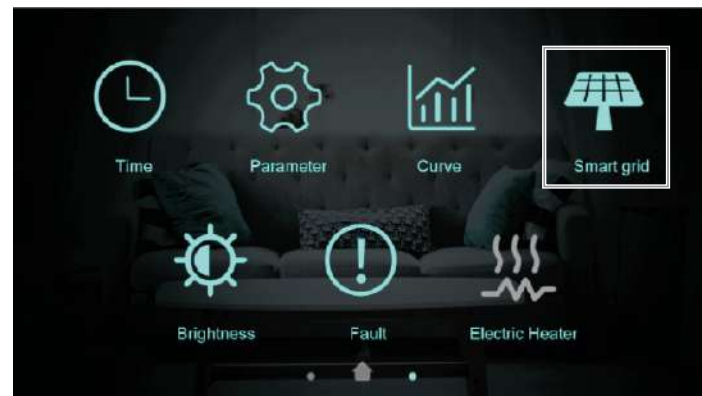 Time
Parameter
Curve
Smart grid
Brightness
Fault
Electric Heater